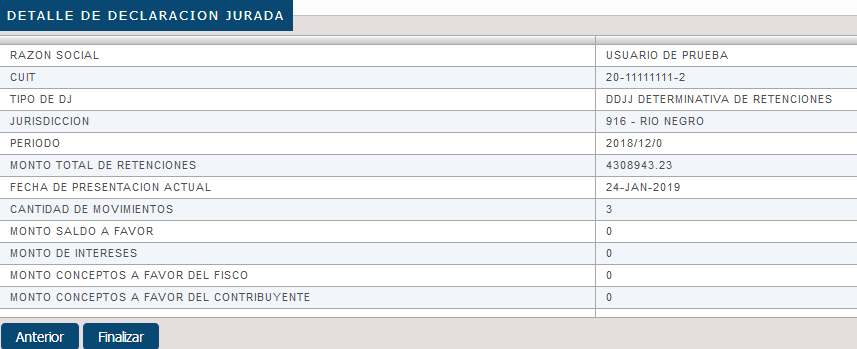 DETALLE DE DECLARACION JURADA
RAZON SOCIAL USUARIO DE PRUEBA
CUIT 20-11111111-2
TIPO DE DJ DDJJ DETERMINATIVA DE RETENCIONES
JURISDICCION 916 - RIO NEGRO
PERIODO 2018/12/0
MONTO TOTAL DE RETENCIONES 4308943.23
FECHA DE PRESENTACION ACTUAL 24-JAN-2019
CANTIDAD DE MOVIMIENTOS 3
MONTO SALDO A FAVOR 0
MONTO DE INTERESES 0
MONTO CONCEPTOS A FAVOR DEL FISCO 0
MONTO CONCEPTOS A FAVOR DEL CONTRIBUYENTE 0
Anterior Finalizar